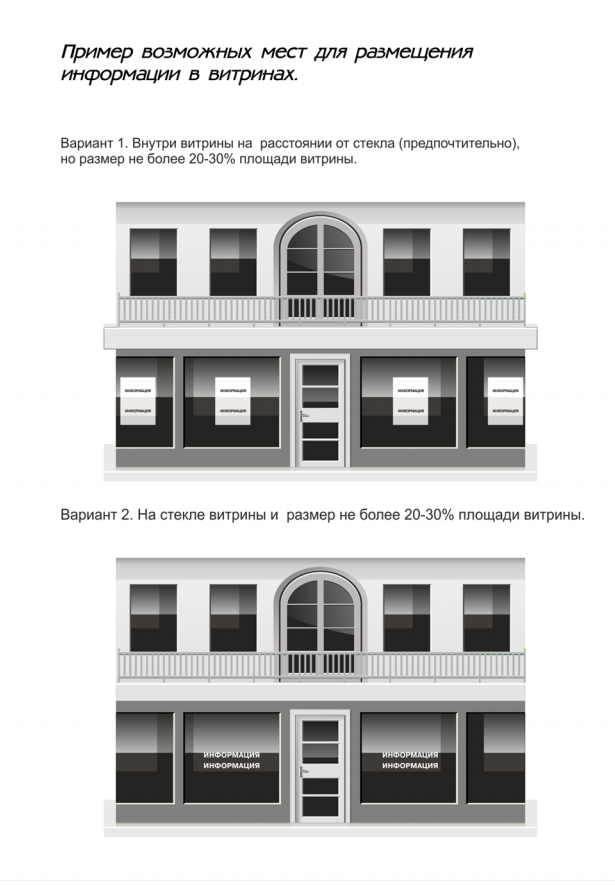 Пример возможных мест для размещения
информации в витринах.
Вариант 1. Внутри витрины на расстоянии от стекла (предпочтительно),
но размер не более 20-30% площади витрины.
ИНФОРМАЦИЯ ИНФОРМАЦИЯ ИНФОРМАЦИЯ ИНФОРМАЦИЯ
ИНФОРМАЦИЯ ИНФОРМАЦИЯ ИНФОРМАЦИЯ ИНФОРМАЦИЯ
Вариант 2. На стекле витрины и размер не более 20-30% площади витрины.
ИНФОРМАЦИЯ ИНФОРМАЦИЯ
ИНФОРМАЦИЯ ИНФОРМАЦИЯ